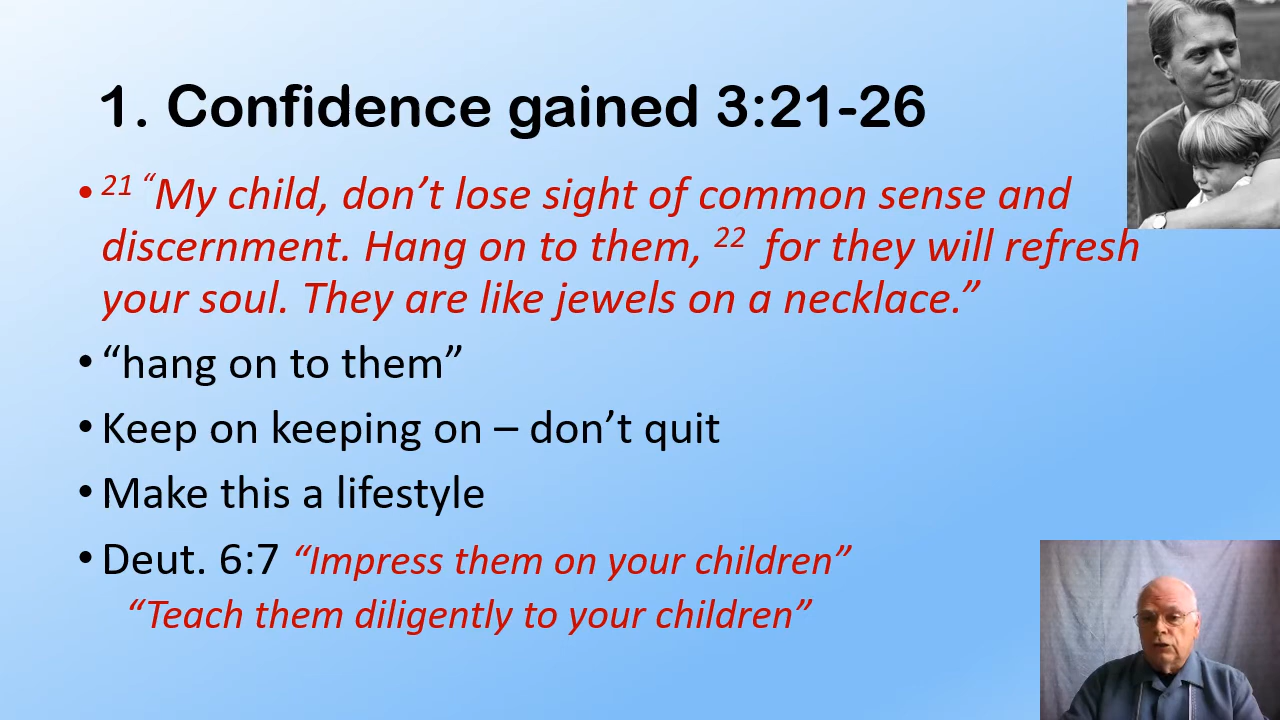 1. Confidence gained 3:21-26
• 21 “My child, don’t lose sight of common sense and
discernment. Hang on to them, 22 for they will refresh
your soul. They are like jewels on a necklace.”
• “hang on to them”
• Keep on keeping on – don’t quit
• Make this a lifestyle
• Deut. 6:7 “Impress them on your children”
“Teach them diligently to your children”